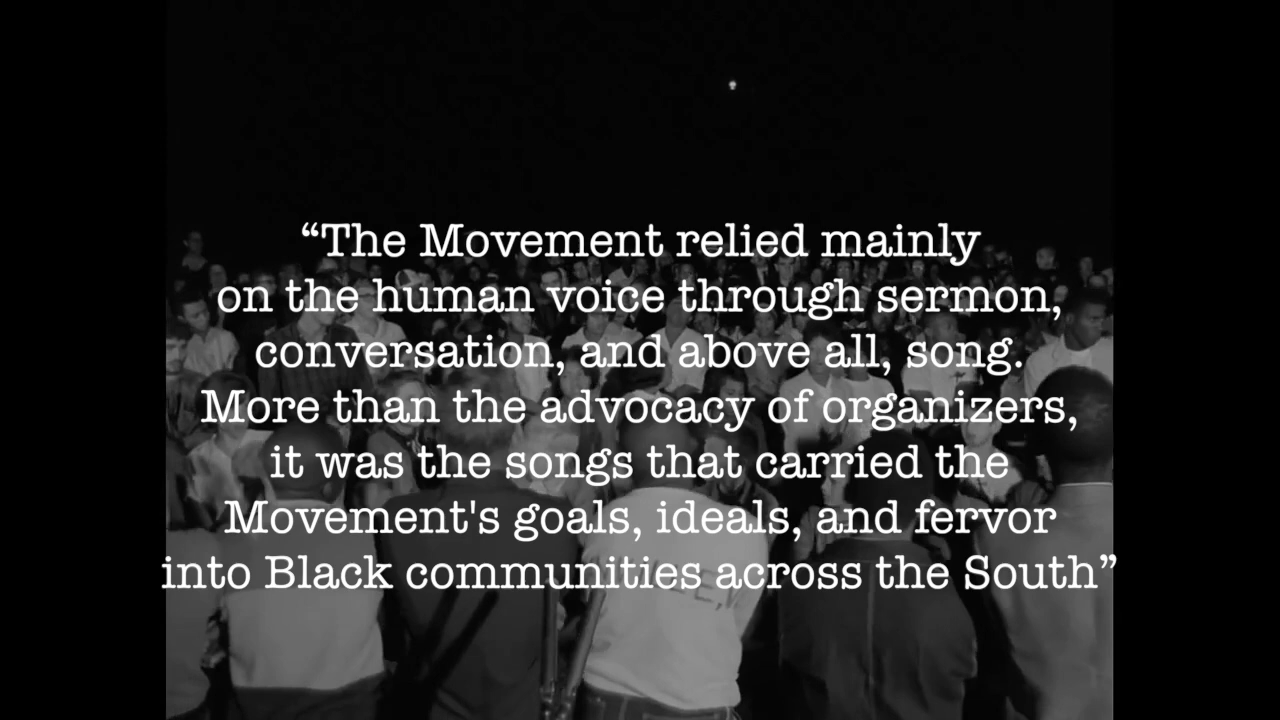 “The Movement relied mainly
on the human voice through sermon,
conversation, and above all, song.
More than the advocacy of organizers,
it was the songs that carried the
Movement's goals, ideals, and fervor
into Black communities across the South”